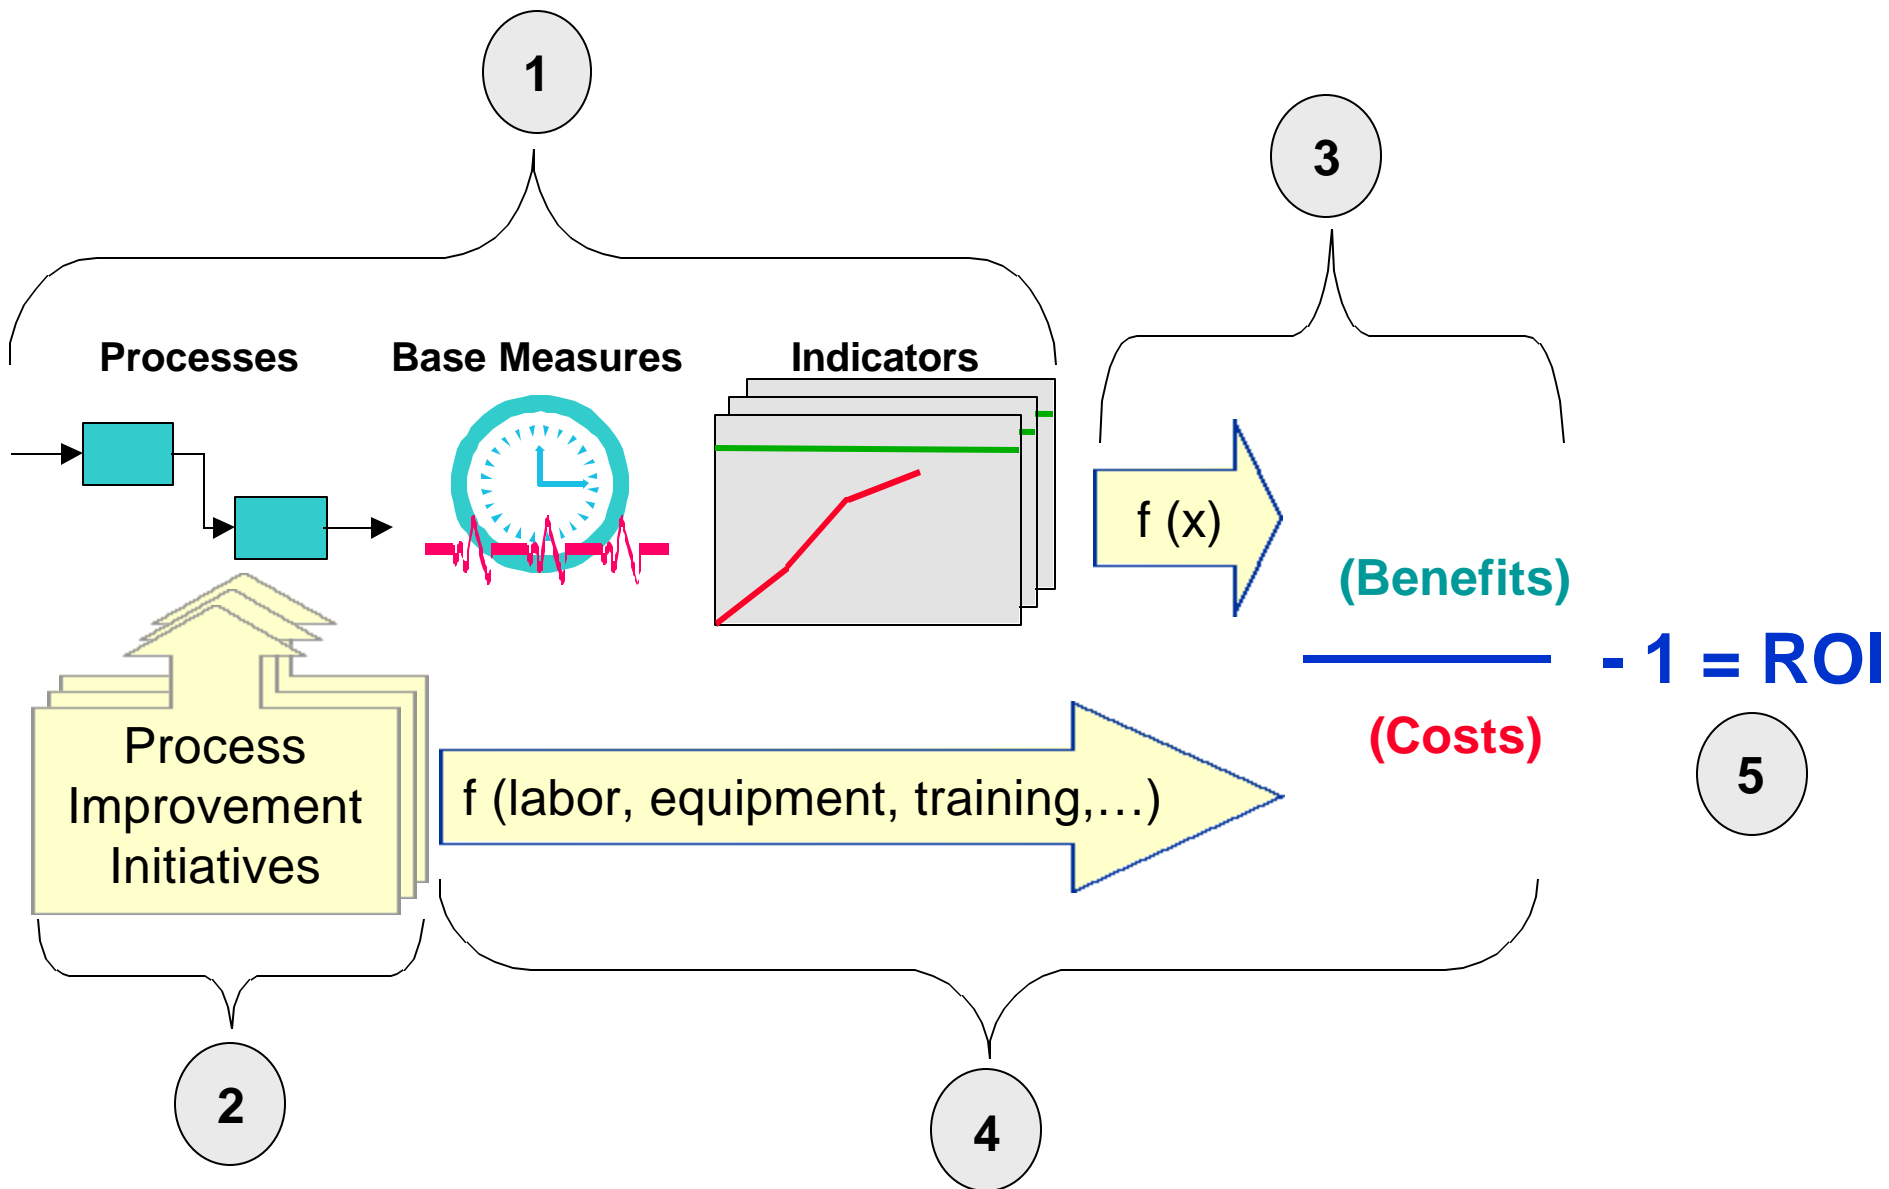 1
3
Processes
Base Measures
Indicators
f (x)
(Benefits)
- 1 = ROI
(Costs)
5
Process
Improvement
Initiatives
f (labor, equipment, training,…)
2
4